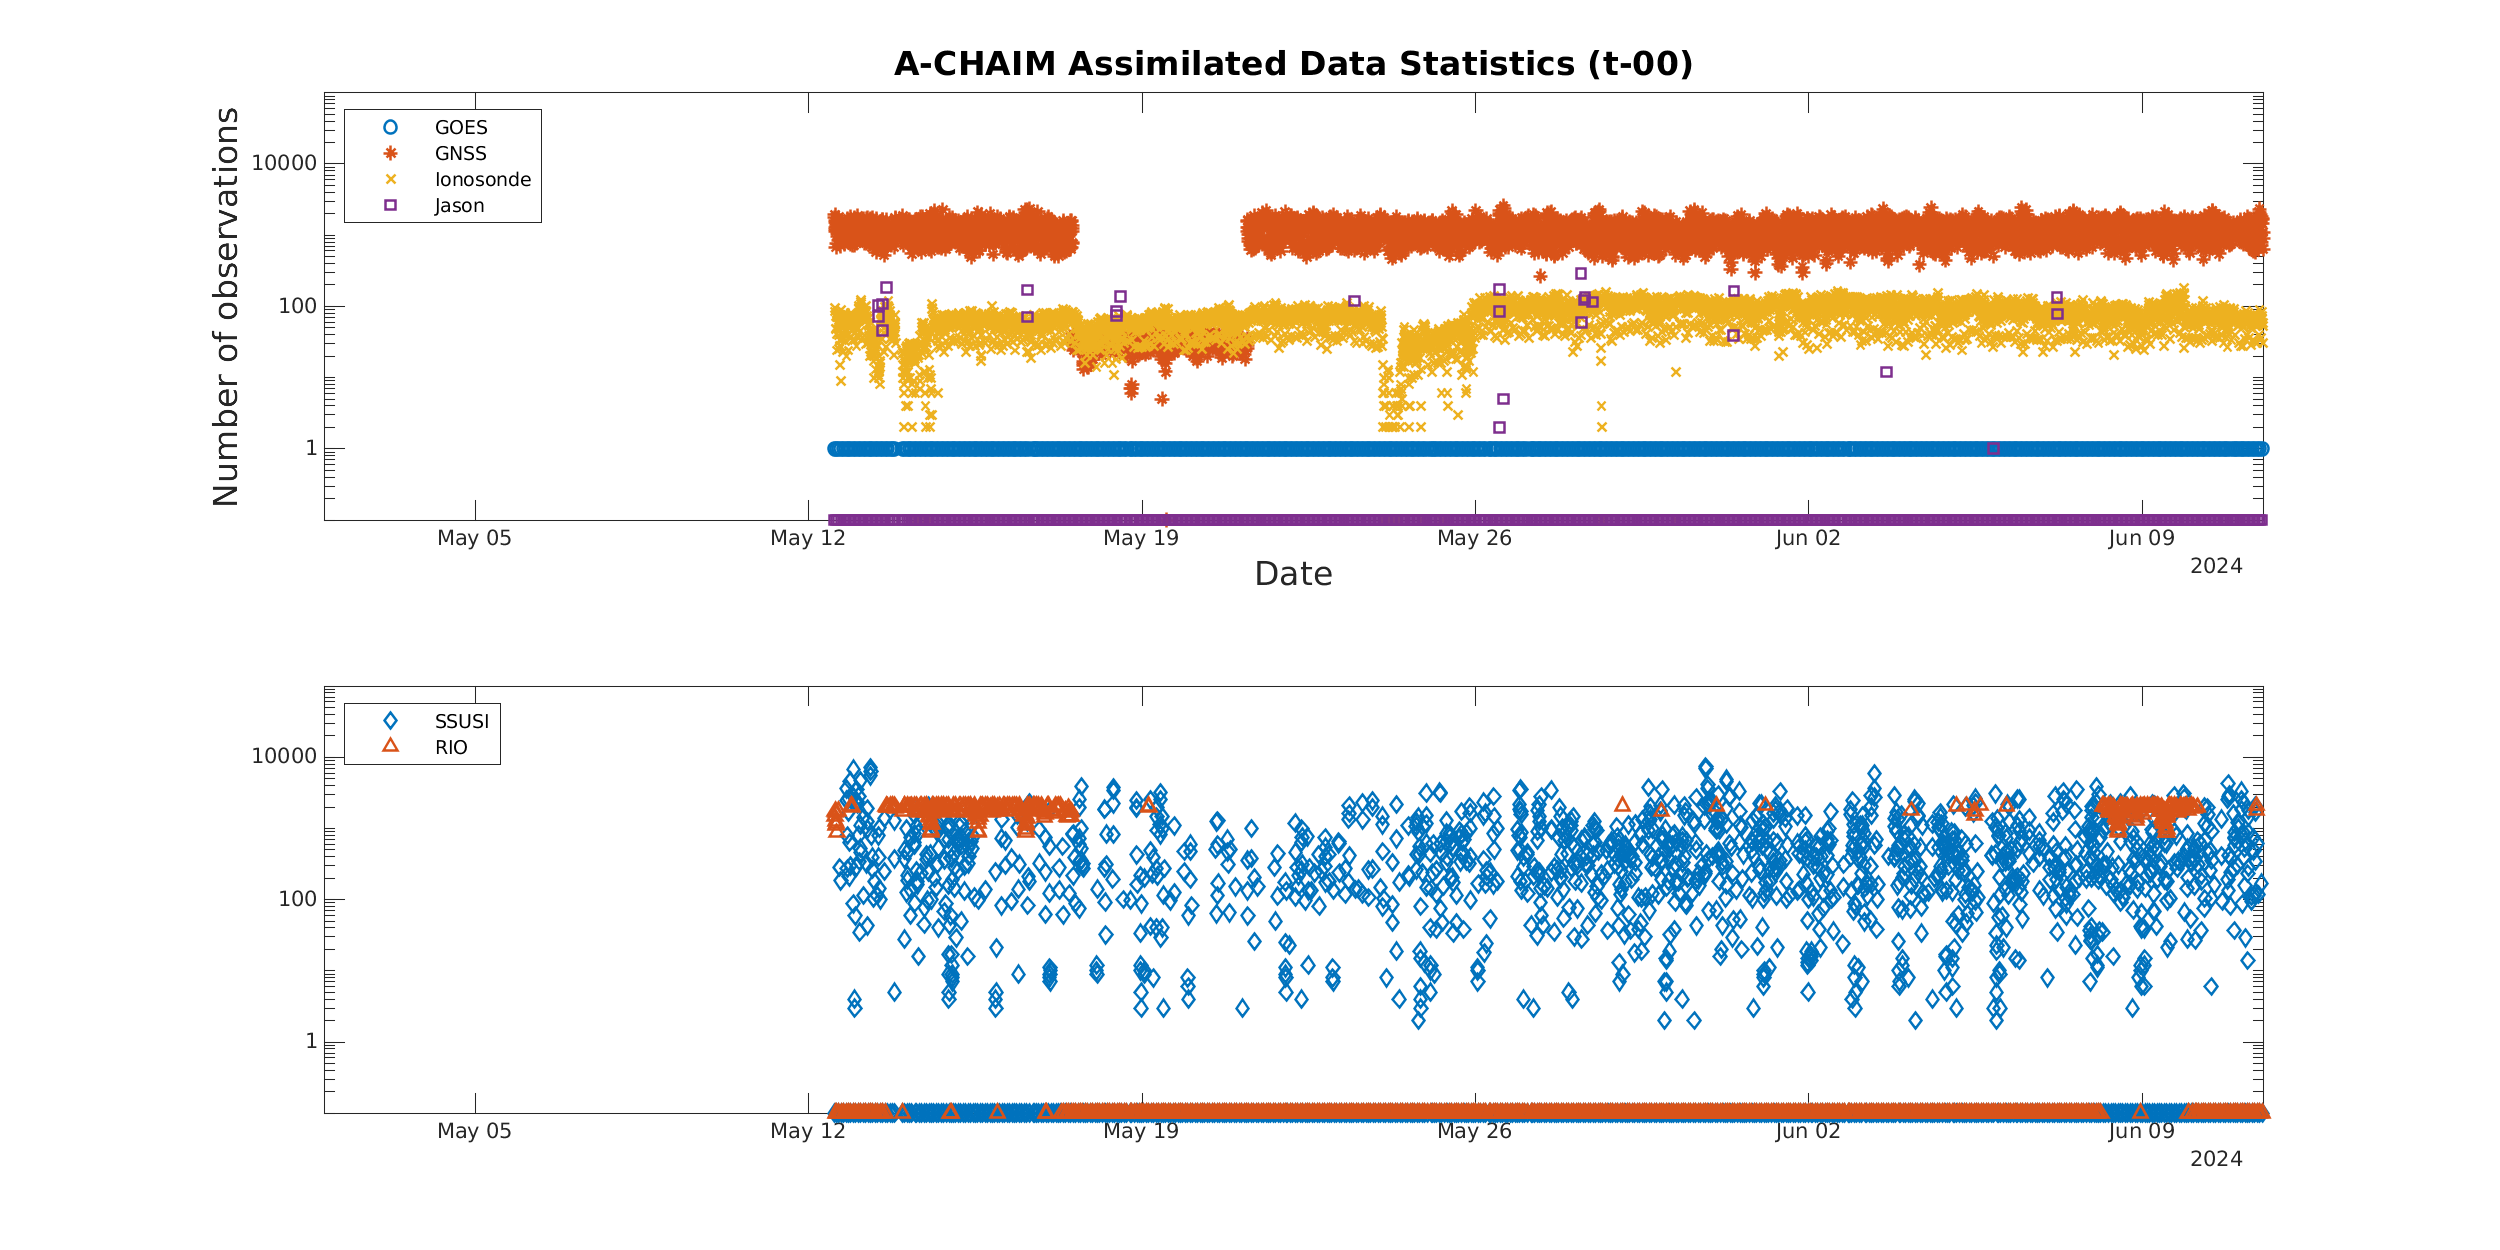 A-CHAIM Assimilated Data Statistics (t-00)
Number of observations
10000
100
1
GOES
GNSS
Ionosonde
Jason
May 05
May 12
May 19
May 26
Jun 02
Jun 09
2024
Date
10000
100
1
SSUSI
RIO
May 05
May 12
May 19
May 26
Jun 02
Jun 09
2024